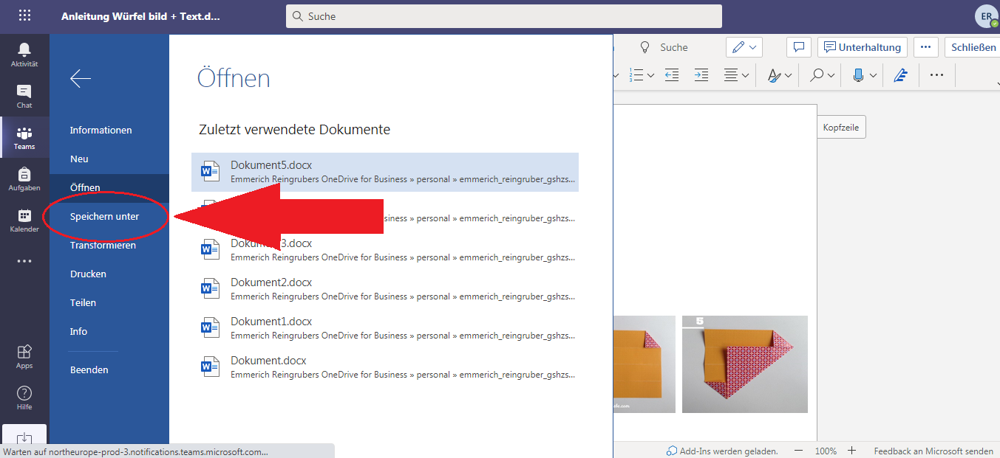 Anleitung Würfel bild + Text.d...
Suche
ER
Aktivität
Chat
Teams
Aufgaben
Kalender
Apps
Hilfe
Informationen
Neu
Öffnen
Speichern unter
Transformieren
Drucken
Teilen
Info
Beenden
Öffnen
Zuletzt verwendete Dokumente
Dokument5.docx
Emmerich Reingrubers OneDrive for Business » personal » emmerich_reingruber_gshzs...
siness » personal » emmerich_reingruber_gshzs...
3.docx
Emmerich Reingrubers OneDrive for Business » personal » emmerich_reingruber_gshzs...
Dokument2.docx
Emmerich Reingrubers OneDrive for Business » personal » emmerich_reingruber_gshzs...
Dokument1.docx
Emmerich Reingrubers OneDrive for Business » personal » emmerich_reingruber_gshzs...
Dokument.docx
Emmerich Reingrubers OneDrive for Business » personal » emmerich_reingruber_gshzs...
Suche
Unterhaltung
Schließen
Kopfzeile
5
Warten auf northeurope-prod-3.notifications.teams.microsoft.com...
Add-Ins werden geladen.
100%
Feedback an Microsoft senden